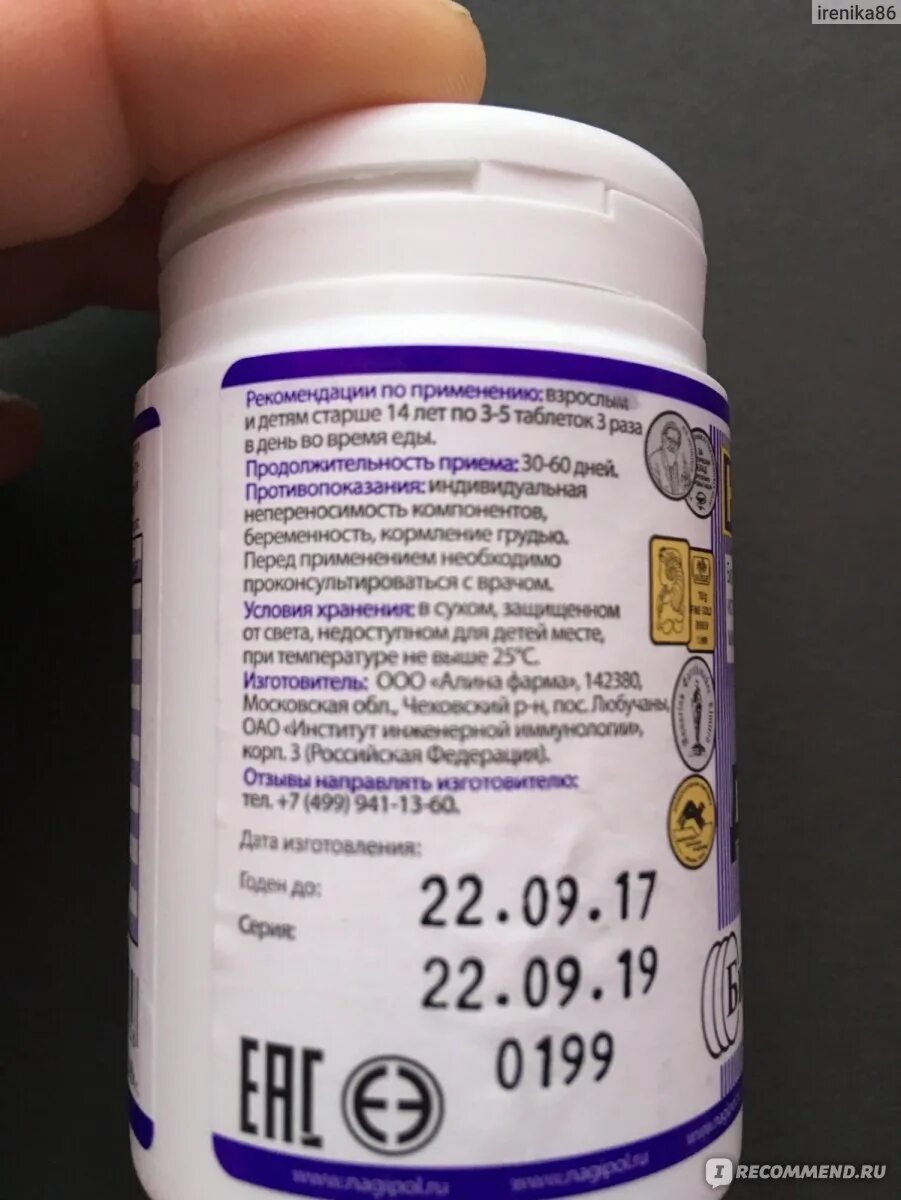 irenika86
Рекомендации по применению: взрослым
и детям старше 14 лет по 3-5 таблеток 3 раза
в день во время еды.
Продолжительность приема: 30-60 дней.
Противопоказания: индивидуальная
непереносимость компонентов,
беременность, кормление грудью.
Перед применением необходимо
проконсультироваться с врачом.
Условия хранения: в сухом, защищенном
от света, недоступном для детей месте,
при температуре не выше 25°С.
Изготовитель: ООО «Алина фарма», 142380,
Московская обл., Чеховский р-н, пос. Любучаны,
ОАО «Институт инженерной иммунологии»,
корп. 3 (Российская Федерация).
Отзывы направлять изготовителю:
тел. +7 (499) 941-13-60.
Дата изготовления:
Годен до:
Серия:
22.09.17
22.09.19
0199
ЕАС
www.nagipol.ru
IRECOMMEND.RU